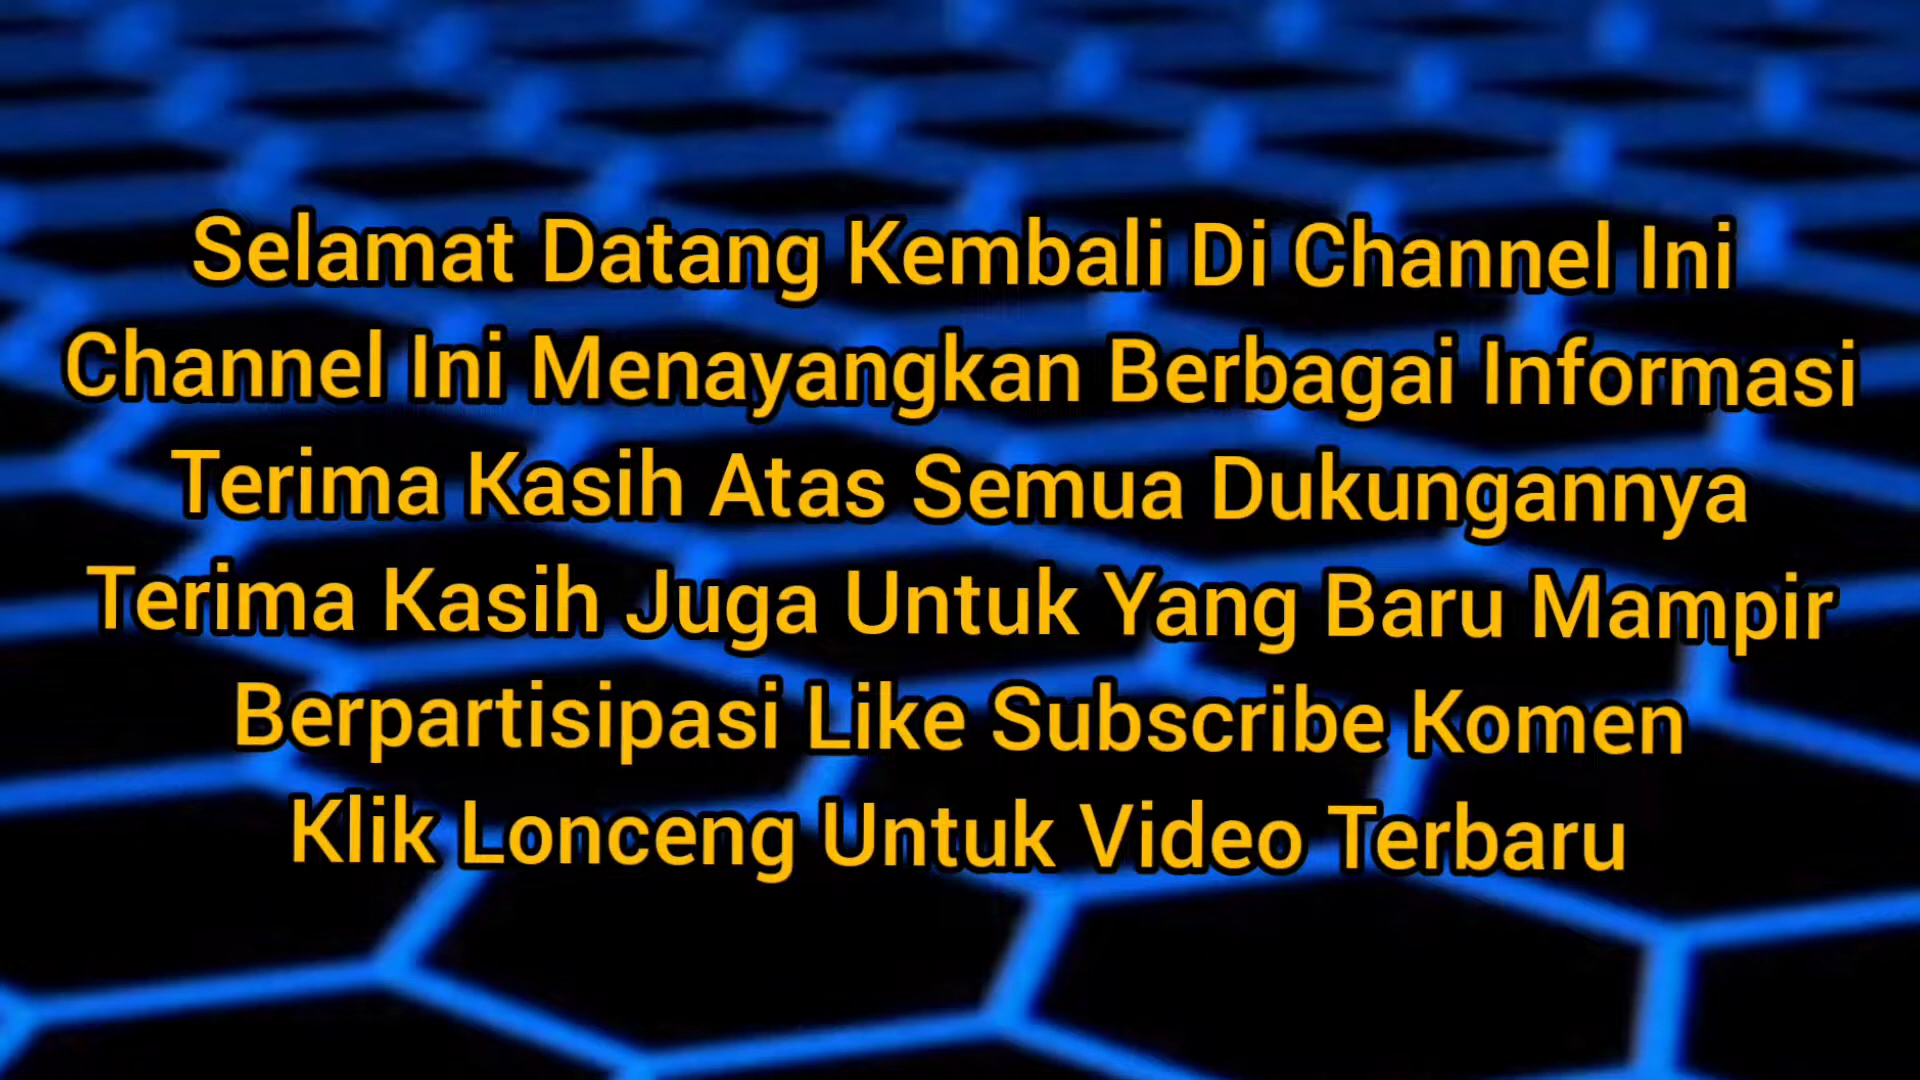 Selamat Datang Kembali Di Channel Ini
Channel Ini Menayangkan Berbagai Informasi
Terima Kasih Atas Semua Dukungannya
Terima Kasih Juga Untuk Yang Baru Mampir
Berpartisipasi Like Subscribe Komen
Klik Lonceng Untuk Video Terbaru